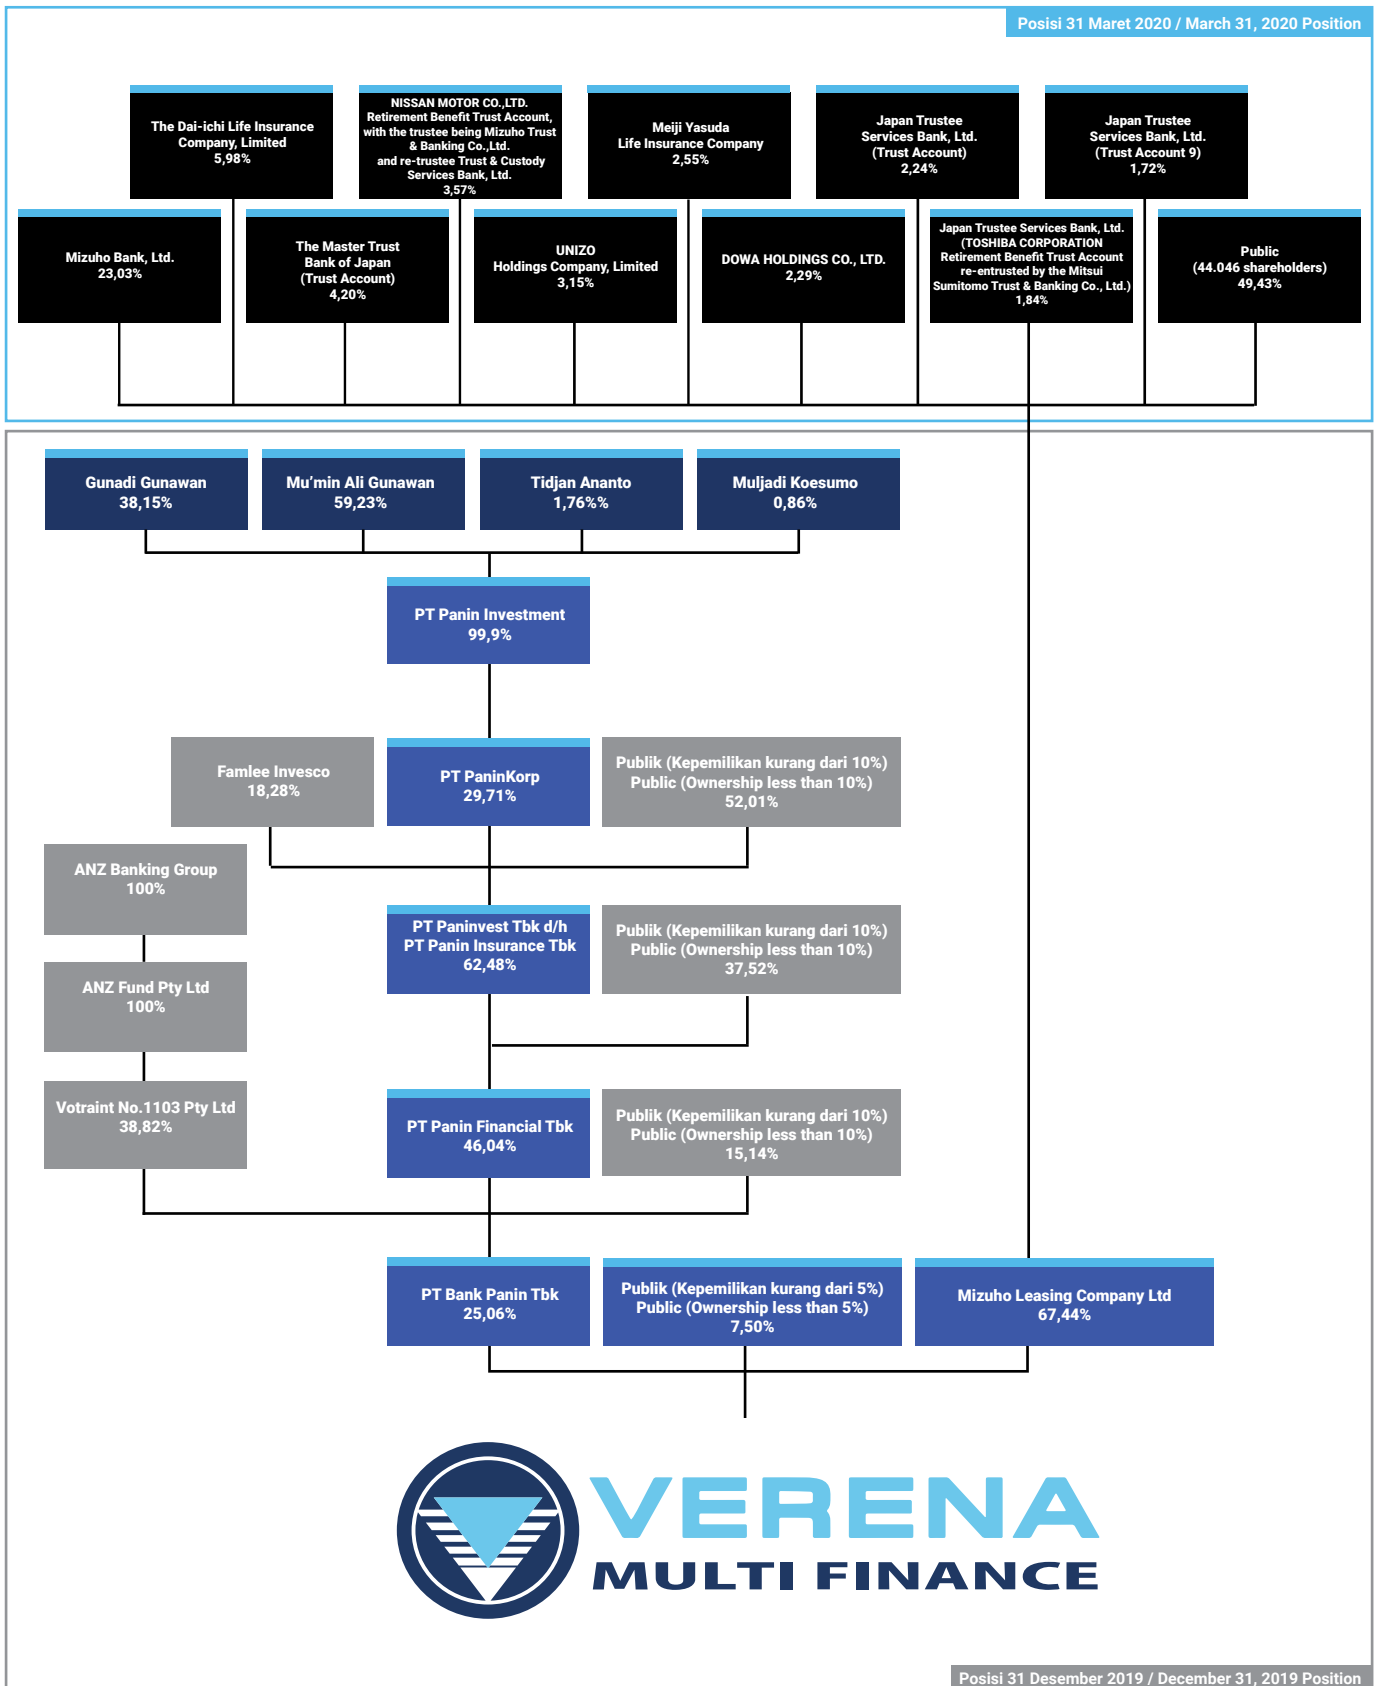 Posisi 31 Maret 2020 / March 31, 2020 Position
The Dai-ichi Life Insurance
Company, Limited
5,98%
NISSAN MOTOR CO.,LTD.
Retirement Benefit Trust Account,
with the trustee being Mizuho Trust
& Banking Co.,Ltd.
and re-trustee Trust & Custody
Services Bank, Ltd.
3,57%
Meiji Yasuda
Life Insurance Company
2,55%
Japan Trustee
Services Bank, Ltd.
(Trust Account)
2,24%
Japan Trustee
Services Bank, Ltd.
(Trust Account 9)
1,72%
Mizuho Bank, Ltd.
23,03%
The Master Trust
Bank of Japan
(Trust Account)
4,20%
UNIZO
Holdings Company, Limited
3,15%
DOWA HOLDINGS CO., LTD.
2,29%
Japan Trustee Services Bank, Ltd.
(TOSHIBA CORPORATION
Retirement Benefit Trust Account
re-entrusted by the Mitsui
Sumitomo Trust & Banking Co., Ltd.)
1,84%
Public
(44.046 shareholders)
49,43%
Gunadi Gunawan
38,15%
Mu’min Ali Gunawan
59,23%
Tidjan Ananto
1,76%%
Muljadi Koesumo
0,86%
PT Panin Investment
99,9%
Famlee Invesco
18,28%
PT PaninKorp
29,71%
Publik (Kepemilikan kurang dari 10%)
Public (Ownership less than 10%)
52,01%
ANZ Banking Group
100%
PT Paninvest Tbk d/h
PT Panin Insurance Tbk
62,48%
Publik (Kepemilikan kurang dari 10%)
Public (Ownership less than 10%)
37,52%
ANZ Fund Pty Ltd
100%
Votraint No.1103 Pty Ltd
38,82%
PT Panin Financial Tbk
46,04%
Publik (Kepemilikan kurang dari 10%)
Public (Ownership less than 10%)
15,14%
PT Bank Panin Tbk
25,06%
Publik (Kepemilikan kurang dari 5%)
Public (Ownership less than 5%)
7,50%
Mizuho Leasing Company Ltd
67,44%
VERENA
MULTI FINANCE
Posisi 31 Desember 2019 / December 31, 2019 Position